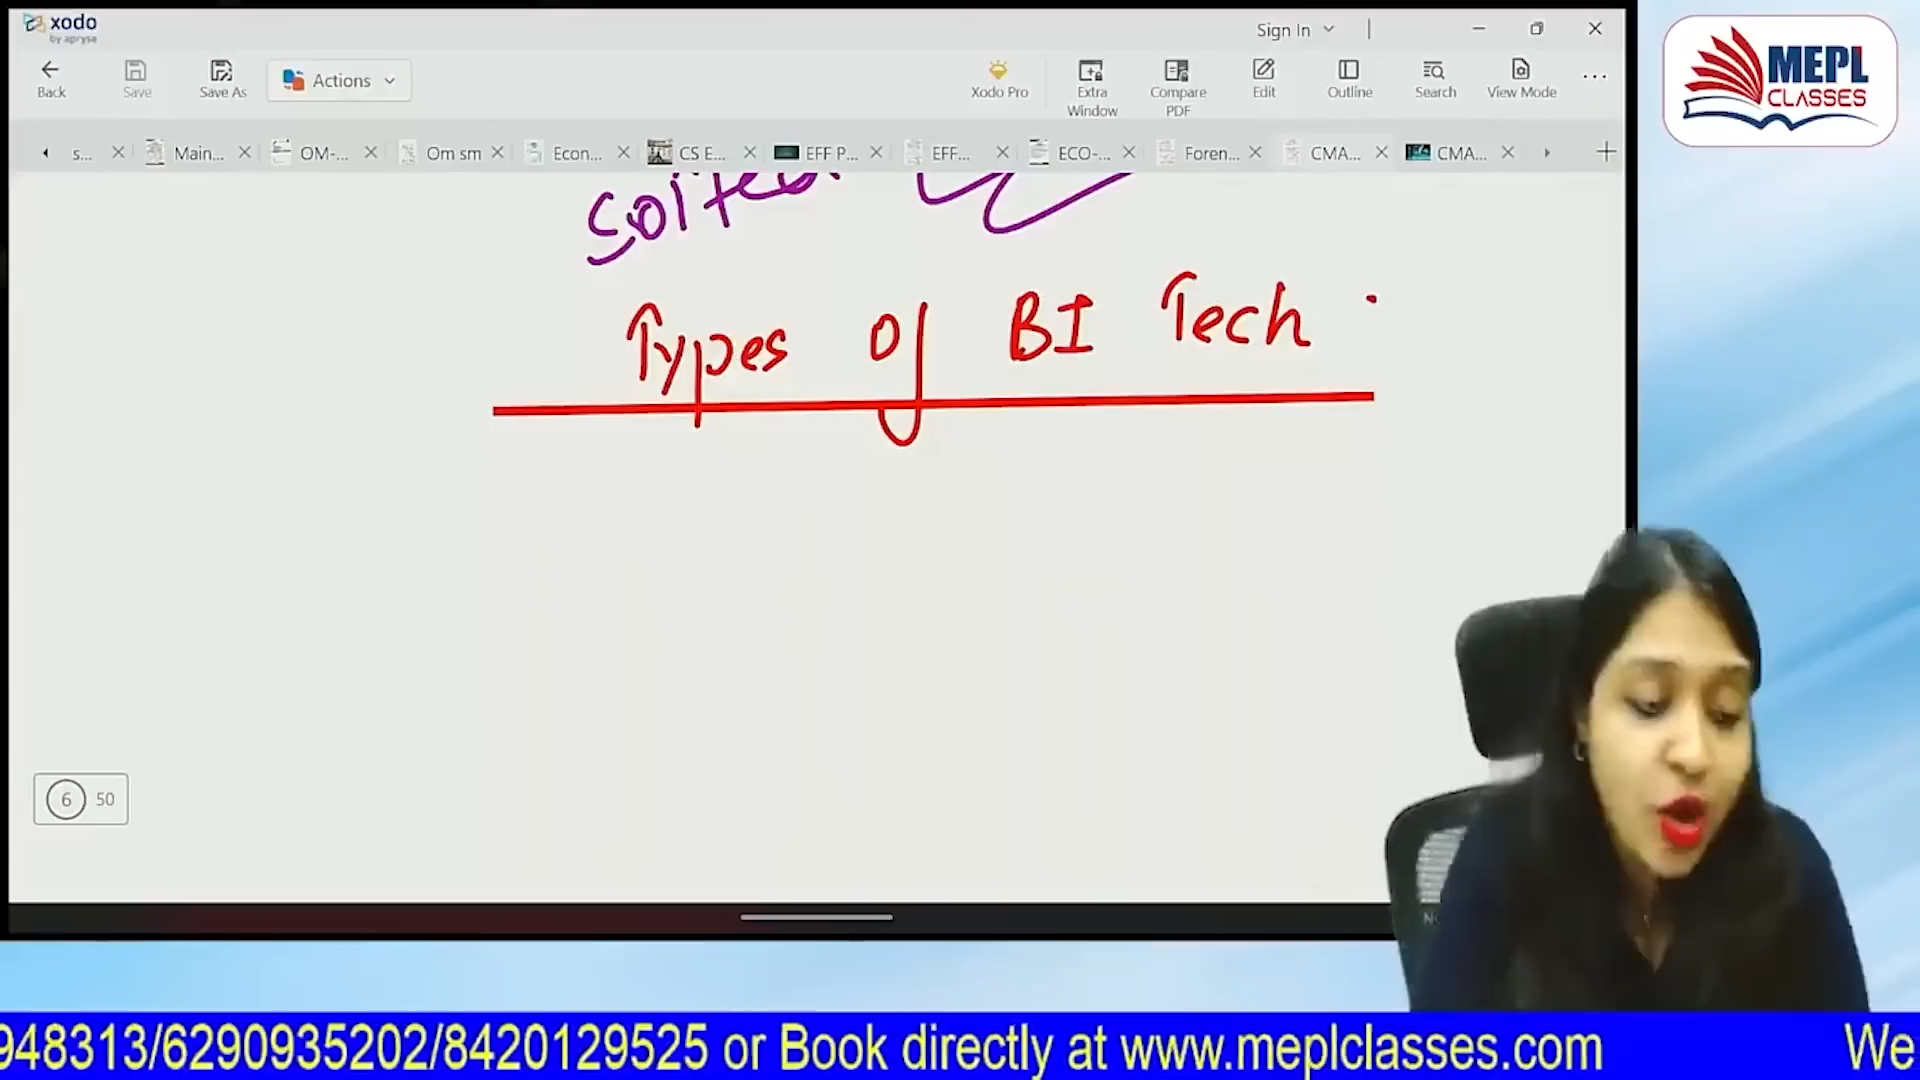 xodo
by apryse
Sign In
Back
Save
Save As
Actions
Xodo Pro
Extra Window
Compare PDF
Edit
Outline
Search
View Mode
s...
Main...
OM-...
Om sm
Econ...
CS E...
EFF P...
EFF...
ECO-...
Foren...
CMA...
CMA...
MEPL
CLASSES
Types of BI Tech
6 50
948313/6290935202/8420129525 or Book directly at www.meplclasses.com We